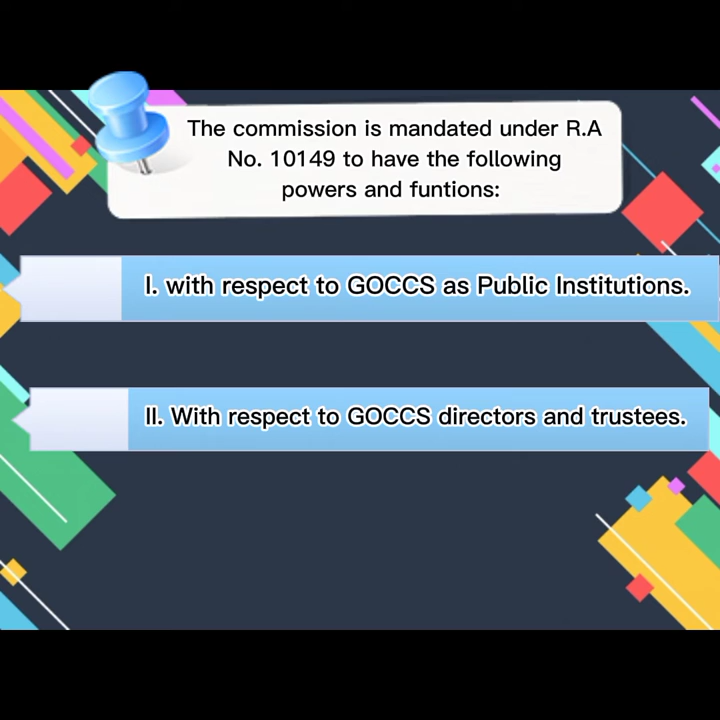 The commission is mandated under R.A
No. 10149 to have the following
powers and funtions:
I. with respect to GOCCS as Public Institutions.
II. With respect to GOCCS directors and trustees.